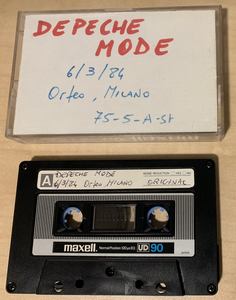 DEPECHE
MODE
6/3/84
Orfeo, MILANO
75-5-A-St
A DEPECHE MODE
6/3/84 Orfeo MILANO ORIGINAL
maxell. UD 90